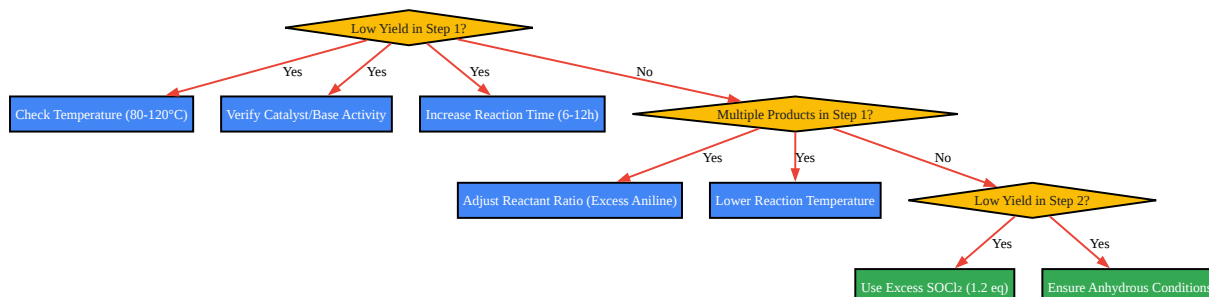 Low Yield in Step 1?
Yes
Yes
Yes
No
Check Temperature (80-120°C)
Verify Catalyst/Base Activity
Increase Reaction Time (6-12h)
Multiple Products in Step 1?
Yes
Yes
No
Adjust Reactant Ratio (Excess Aniline)
Lower Reaction Temperature
Low Yield in Step 2?
Yes
Yes
Use Excess SOCl₂ (1.2 eq)
Ensure Anhydrous Conditions